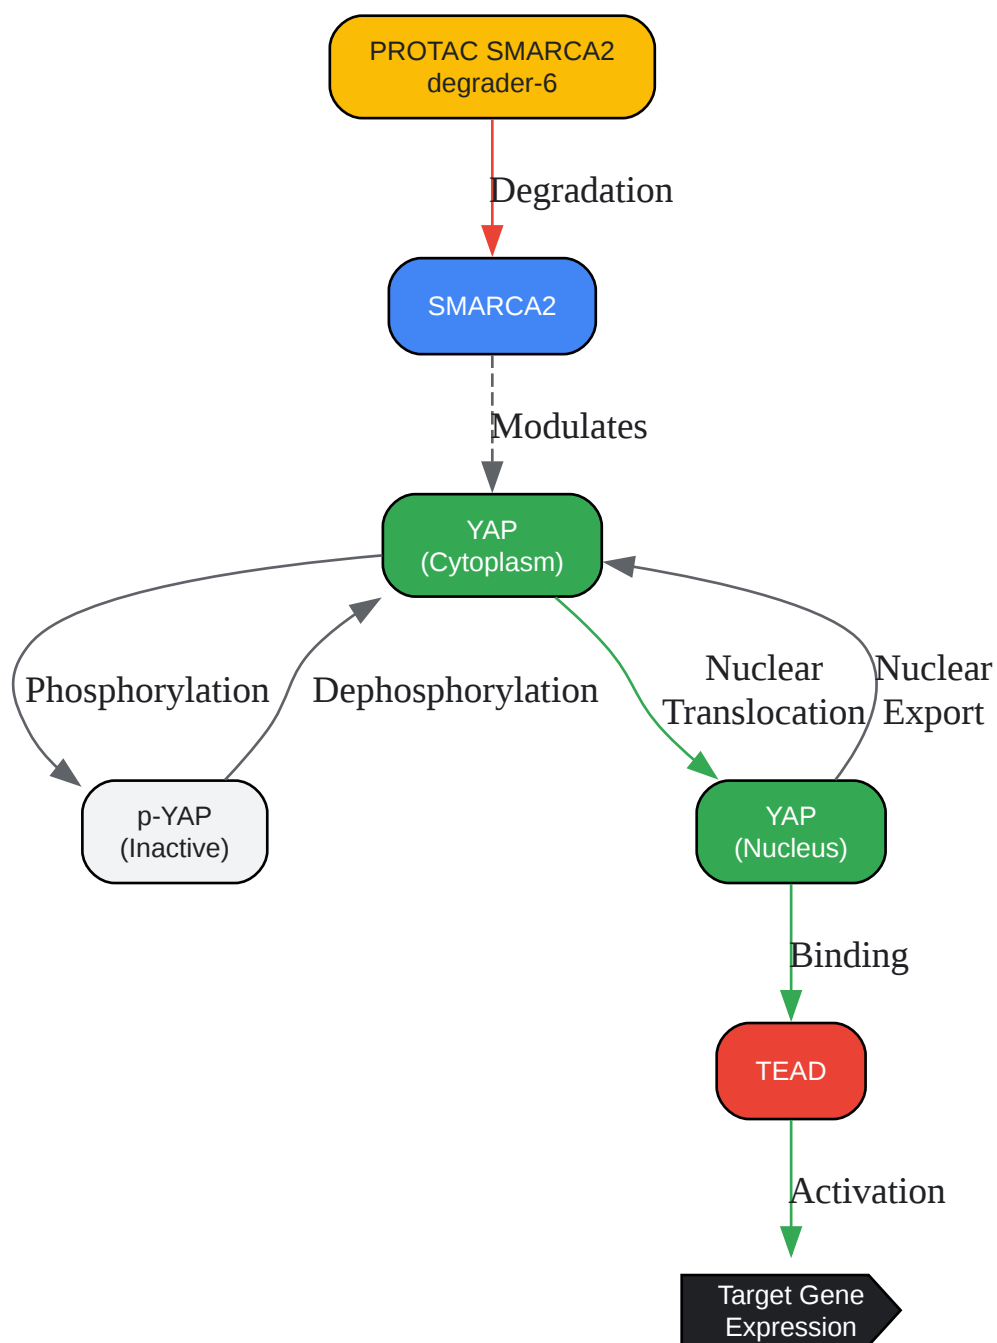 PROTAC SMARCA2
degrader-6
Degradation
SMARCA2
Modulates
YAP
(Cytoplasm)
Phosphorylation
Dephosphorylation
Nuclear
Translocation
Nuclear
Export
p-YAP
(Inactive)
YAP
(Nucleus)
Binding
TEAD
Activation
Target Gene
Expression